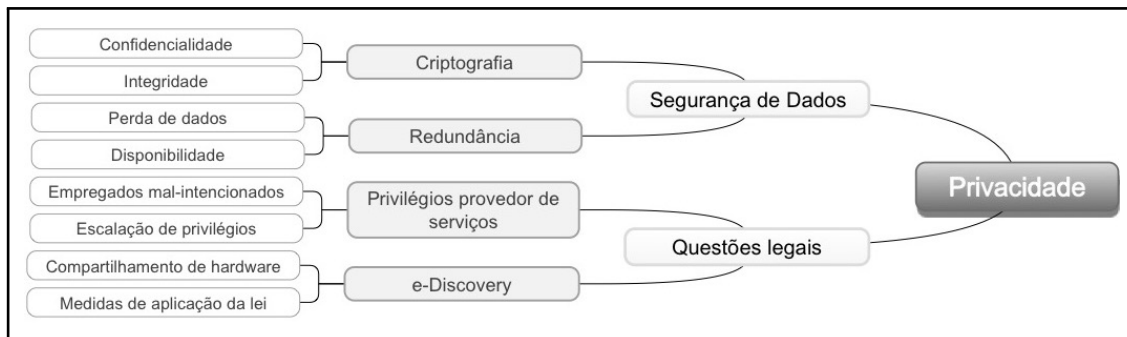 Confidencialidade
Integridade
Perda de dados
Disponibilidade
Empregados mal-intencionados
Escalação de privilégios
Compartilhamento de hardware
Medidas de aplicação da lei
Criptografia
Redundância
Privilégios provedor de
serviços
e-Discovery
Segurança de Dados
Questões legais
Privacidade